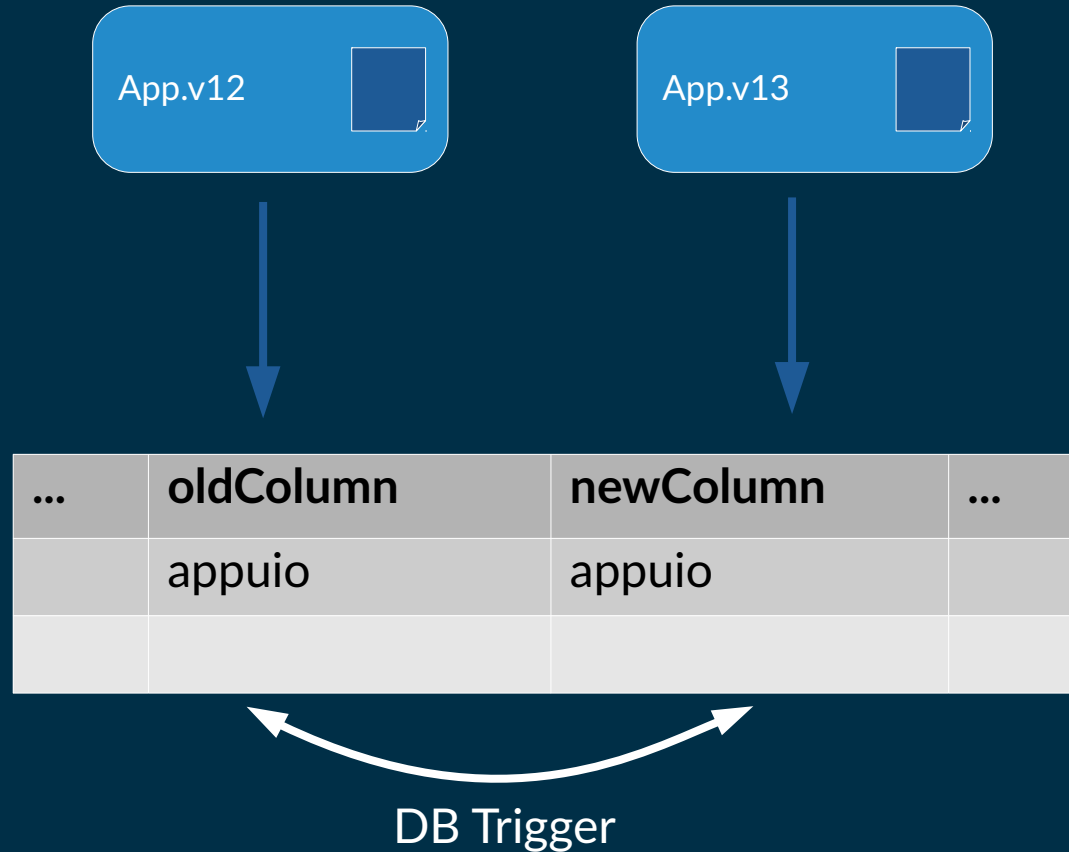 App.v12 App.v13
... oldColumn newColumn ...
appuio appuio
DB Trigger